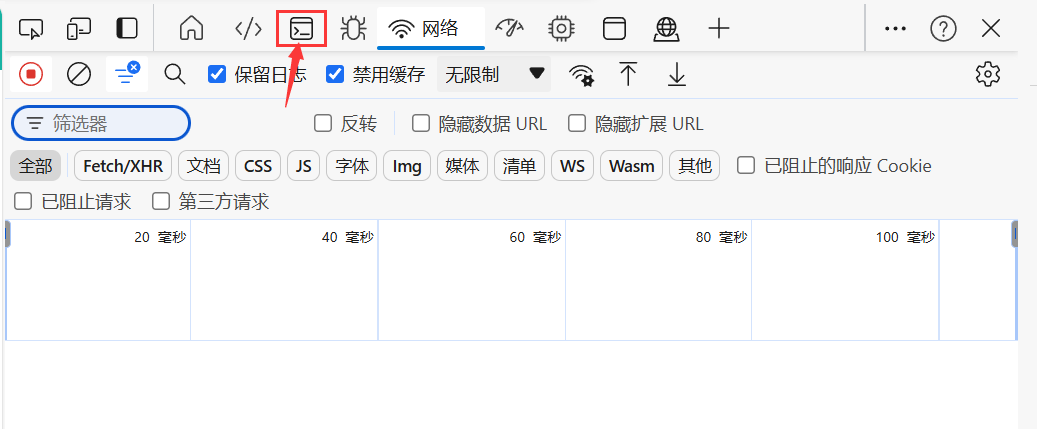 网络
保留日志 禁用缓存 无限制
筛选器 反转 隐藏数据 URL 隐藏扩展 URL
全部 Fetch/XHR 文档 CSS JS 字体 Img 媒体 清单 WS Wasm 其他 已阻止的响应 Cookie
已阻止请求 第三方请求
20 毫秒 40 毫秒 60 毫秒 80 毫秒 100 毫秒